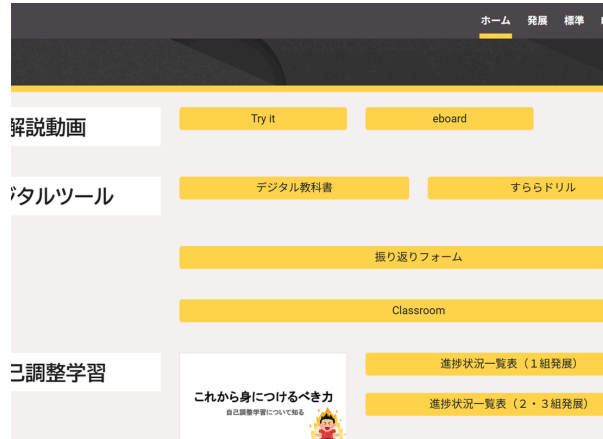 ホーム 発展 標準
解説動画 Try it eboard
タルツール デジタル教科書 すららドリル
振り返りフォーム
Classroom
己調整学習 進捗状況一覧表（１組発展）
これから身につけるべき力
進捗状況一覧表（２・３組発展）
自己調整学習について知る